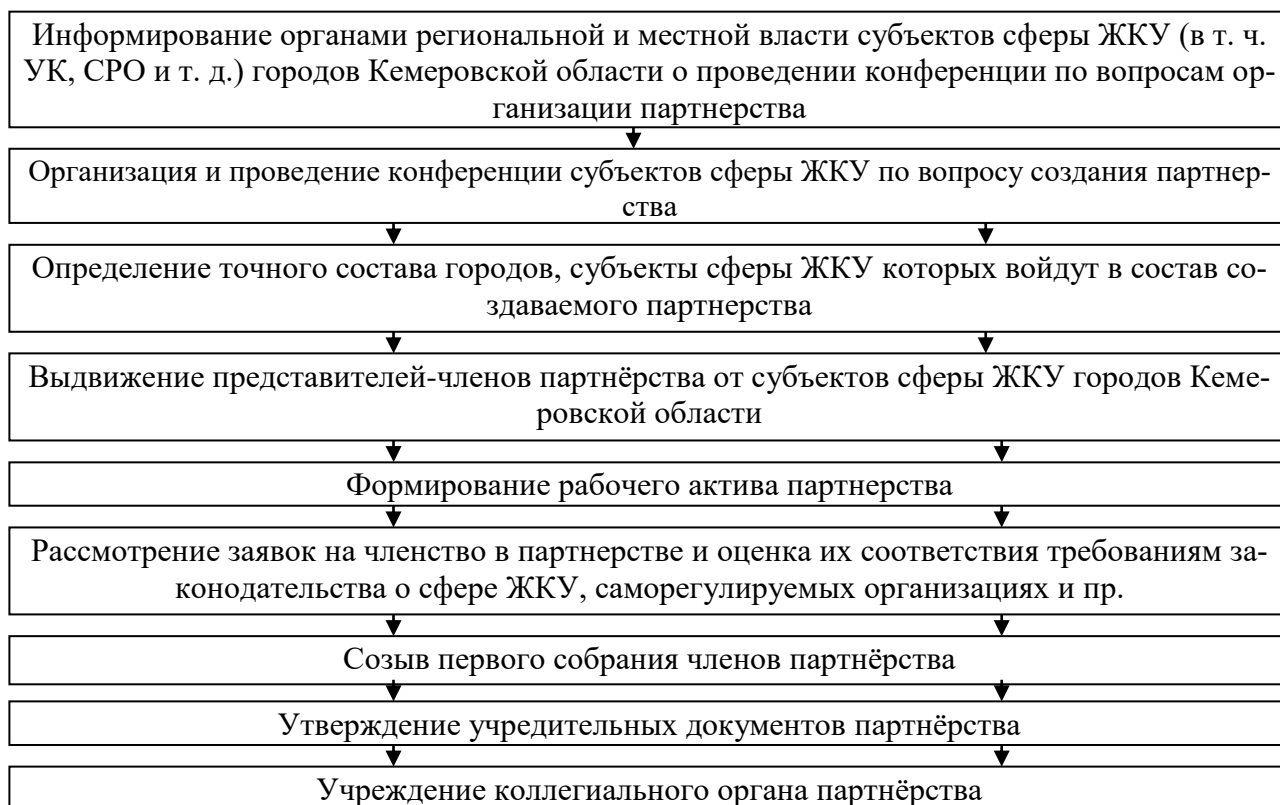 Информирование органами региональной и местной власти субъектов сферы ЖКУ (в т. ч.
УК, СРО и т. д.) городов Кемеровской области о проведении конференции по вопросам ор-
ганизации партнерства
Организация и проведение конференции субъектов сферы ЖКУ по вопросу создания партнер-
ства
Определение точного состава городов, субъекты сферы ЖКУ которых войдут в состав со-
здаваемого партнерства
Выдвижение представителей-членов партнёрства от субъектов сферы ЖКУ городов Кеме-
ровской области
Формирование рабочего актива партнерства
Рассмотрение заявок на членство в партнерстве и оценка их соответствия требованиям за-
конодательства о сфере ЖКУ, саморегулируемых организациях и пр.
Созыв первого собрания членов партнёрства
Утверждение учредительных документов партнёрства
Учреждение коллегиального органа партнёрства